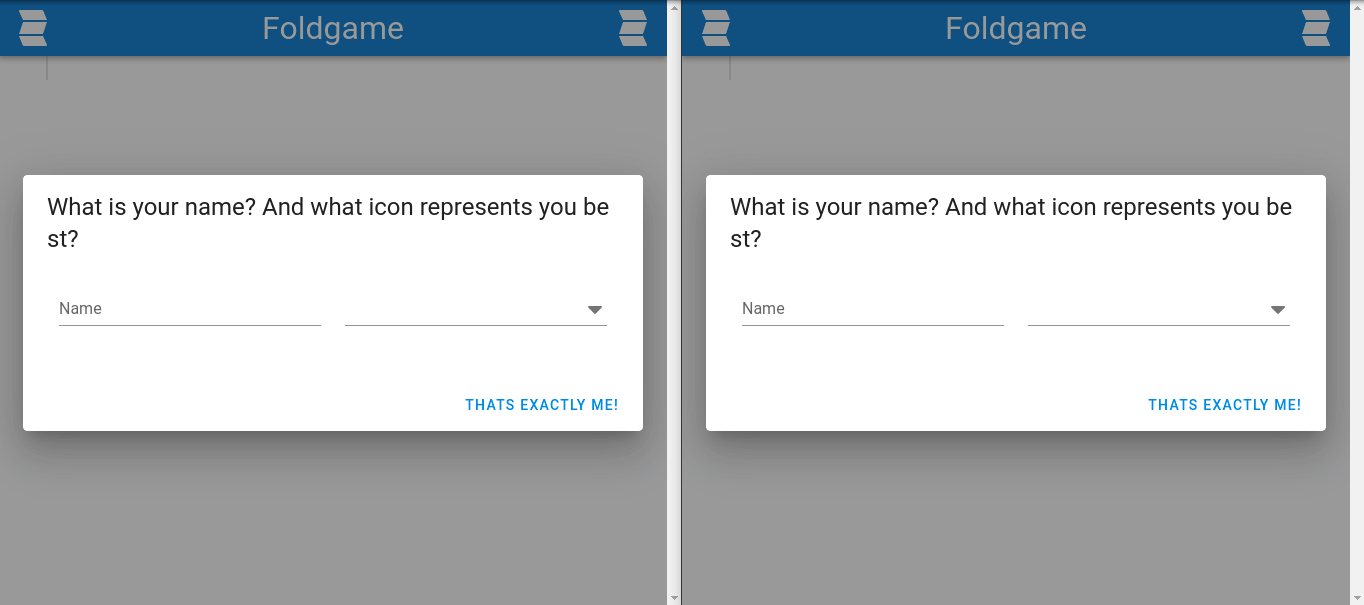 Foldgame
What is your name? And what icon represents you be
st?
Name
THATS EXACTLY ME!
Foldgame
What is your name? And what icon represents you be
st?
Name
THATS EXACTLY ME!